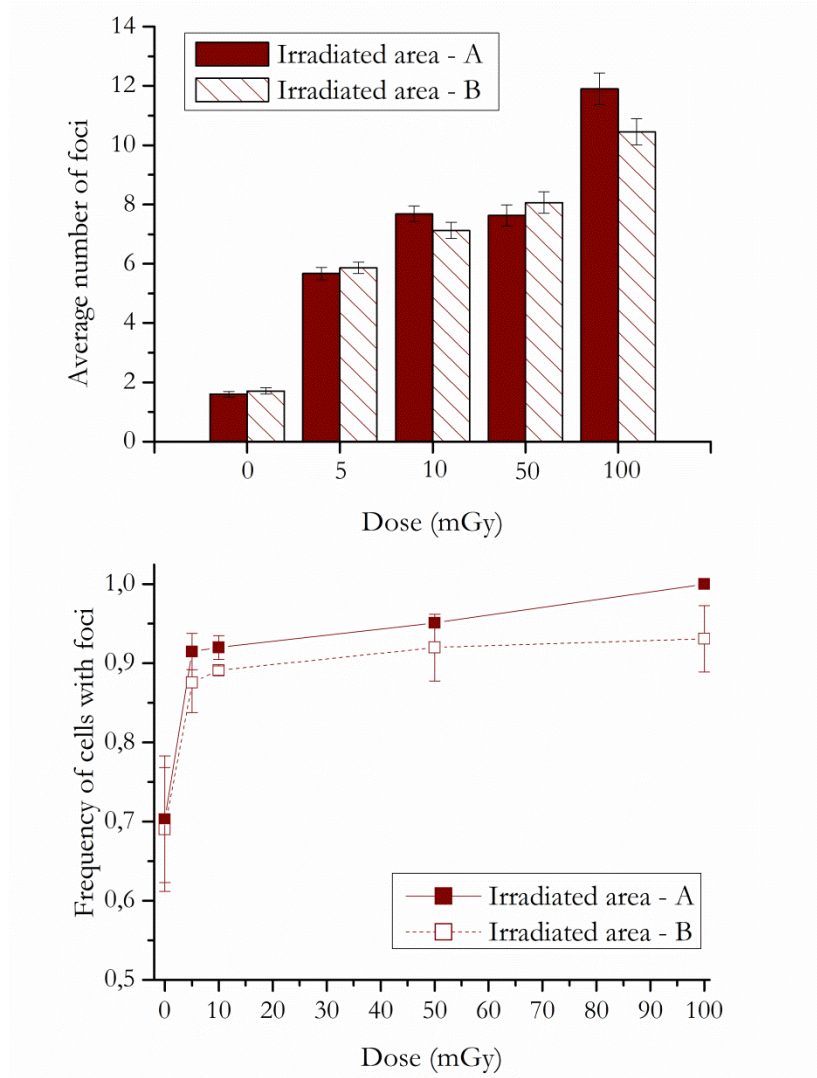 14
12
10
8
6
4
2
0
Average number of foci
Irradiated area - A
Irradiated area - B
0 5 10 50 100
Dose (mGy)
1,0
0,9
0,8
0,7
0,6
0,5
Frequency of cells with foci
Irradiated area - A
Irradiated area - B
0 10 20 30 40 50 60 70 80 90 100
Dose (mGy)